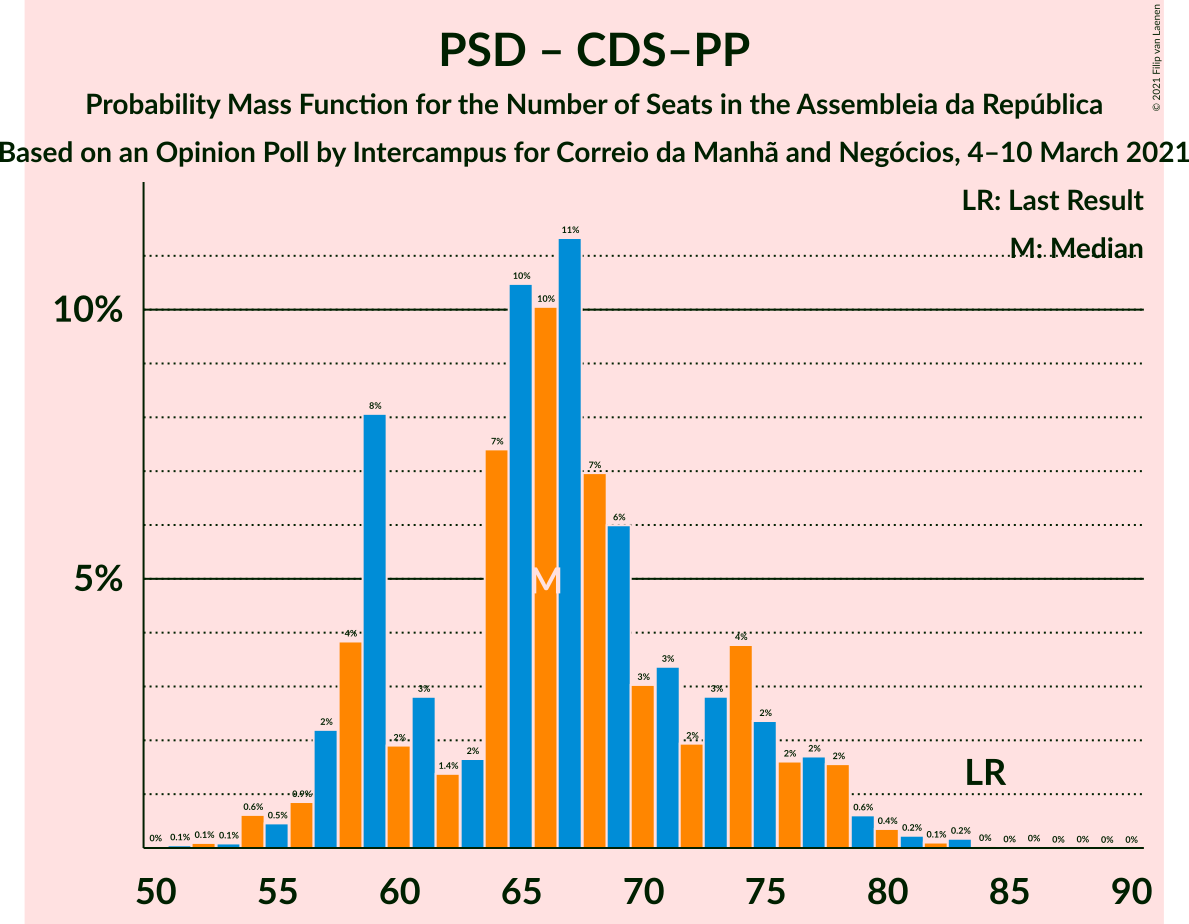 PSD – CDS–PP
Probability Mass Function for the Number of Seats in the Assembleia da República
Based on an Opinion Poll by Intercampus for Correio da Manhã and Negócios, 4–10 March 2021
© 2021 Filip van Laenen
LR: Last Result
M: Median
10%
5%
0% 0.1% 0.1% 0.1% 0.6% 0.5% 0.9% 2% 4% 8% 2% 3% 1.4% 2% 7% 10% 10% 11% 7% 6% 3% 3% 2% 3% 4% 2% 2% 2% 2% 0.6% 0.4% 0.2% 0.1% 0.2% 0% 0% 0% 0% 0% 0% 0%
M
LR
50 55 60 65 70 75 80 85 90